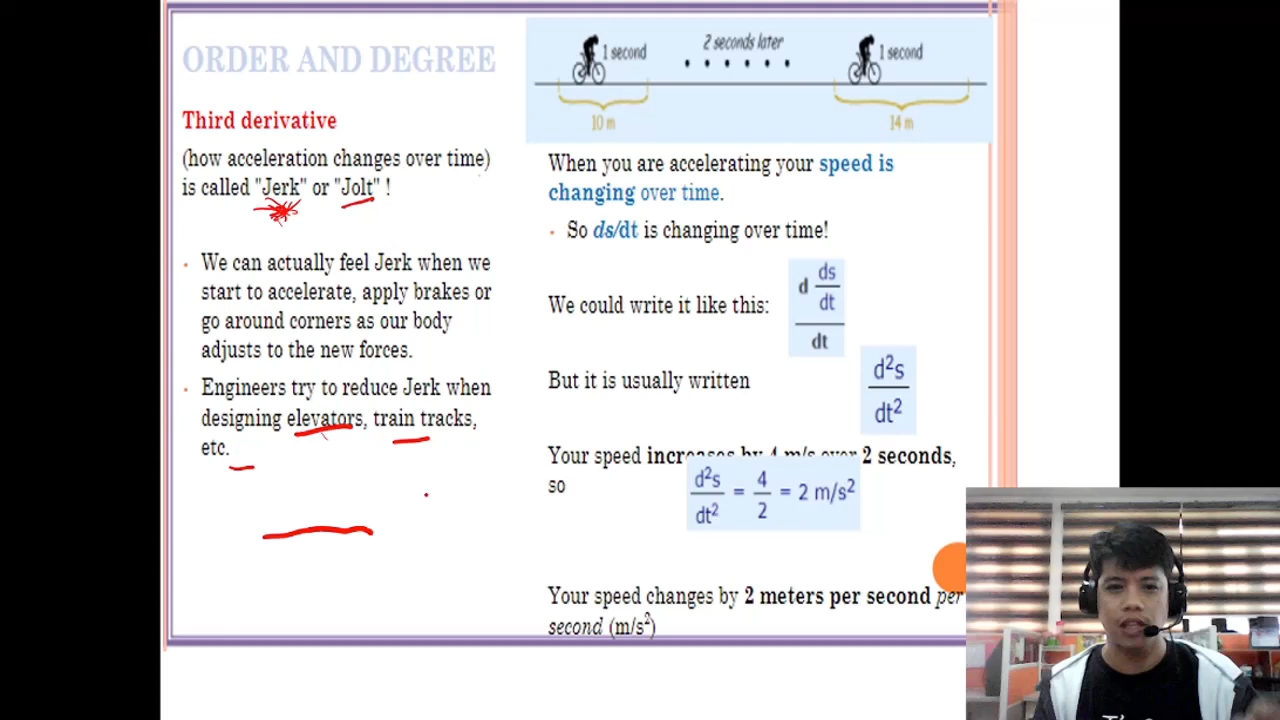 ORDER AND DEGREE
Third derivative
(how acceleration changes over time)
is called "Jerk" or "Jolt" !
· We can actually feel Jerk when we
start to accelerate, apply brakes or
go around corners as our body
adjusts to the new forces.
· Engineers try to reduce Jerk when
designing elevators, train tracks,
etc.
1 second
2 seconds later
1 second
10 m
14 m
When you are accelerating your speed is
changing over time.
· So ds/dt is changing over time!
We could write it like this:
d ds
dt
dt
But it is usually written
d²s
dt²
Your speed increases by 4 m/s over 2 seconds,
so
d²s/dt² = 4/2 = 2 m/s²
Your speed changes by 2 meters per second per
second (m/s²)